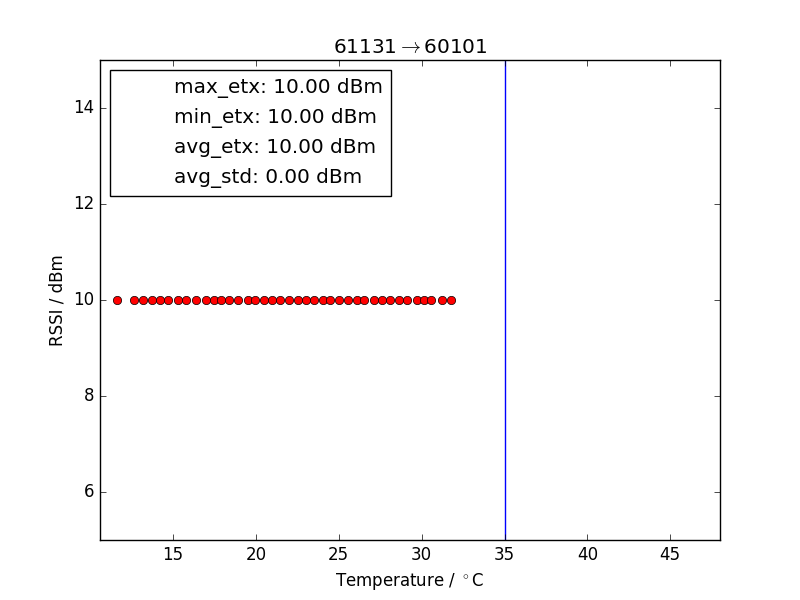 61131→60101
max_etx: 10.00 dBm
min_etx: 10.00 dBm
avg_etx: 10.00 dBm
avg_std: 0.00 dBm
14
12
10
8
6
RSSI / dBm
15 20 25 30 35 40 45
Temperature / °C